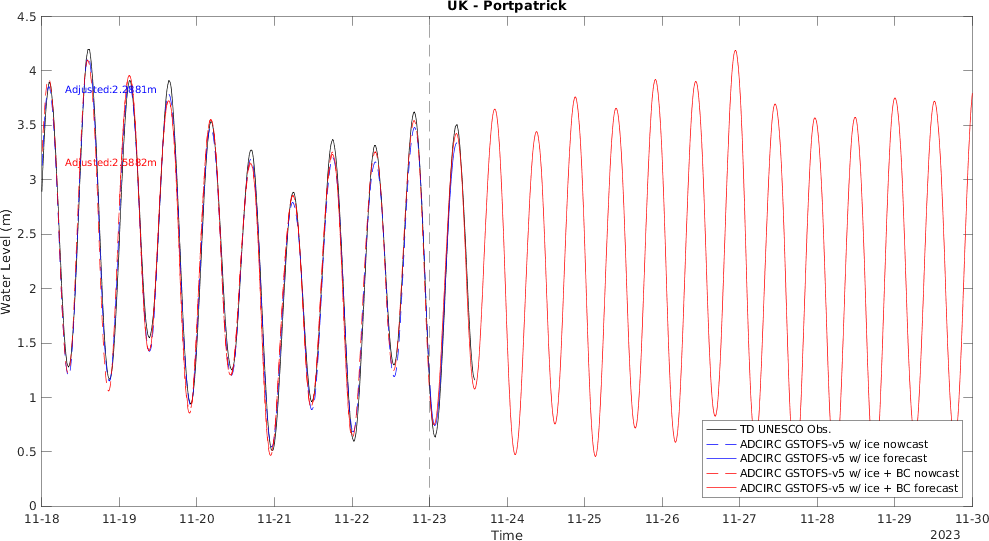 UK - Portpatrick
4.5
4
3.5
3
2.5
2
1.5
1
0.5
0
Water Level (m)
Adjusted:2.2881m
Adjusted:2.5882m
TD UNESCO Obs.
ADCIRC GSTOFS-v5 w/ ice nowcast
ADCIRC GSTOFS-v5 w/ ice forecast
ADCIRC GSTOFS-v5 w/ ice + BC nowcast
ADCIRC GSTOFS-v5 w/ ice + BC forecast
11-18 11-19 11-20 11-21 11-22 11-23 11-24 11-25 11-26 11-27 11-28 11-29 11-30
Time
2023